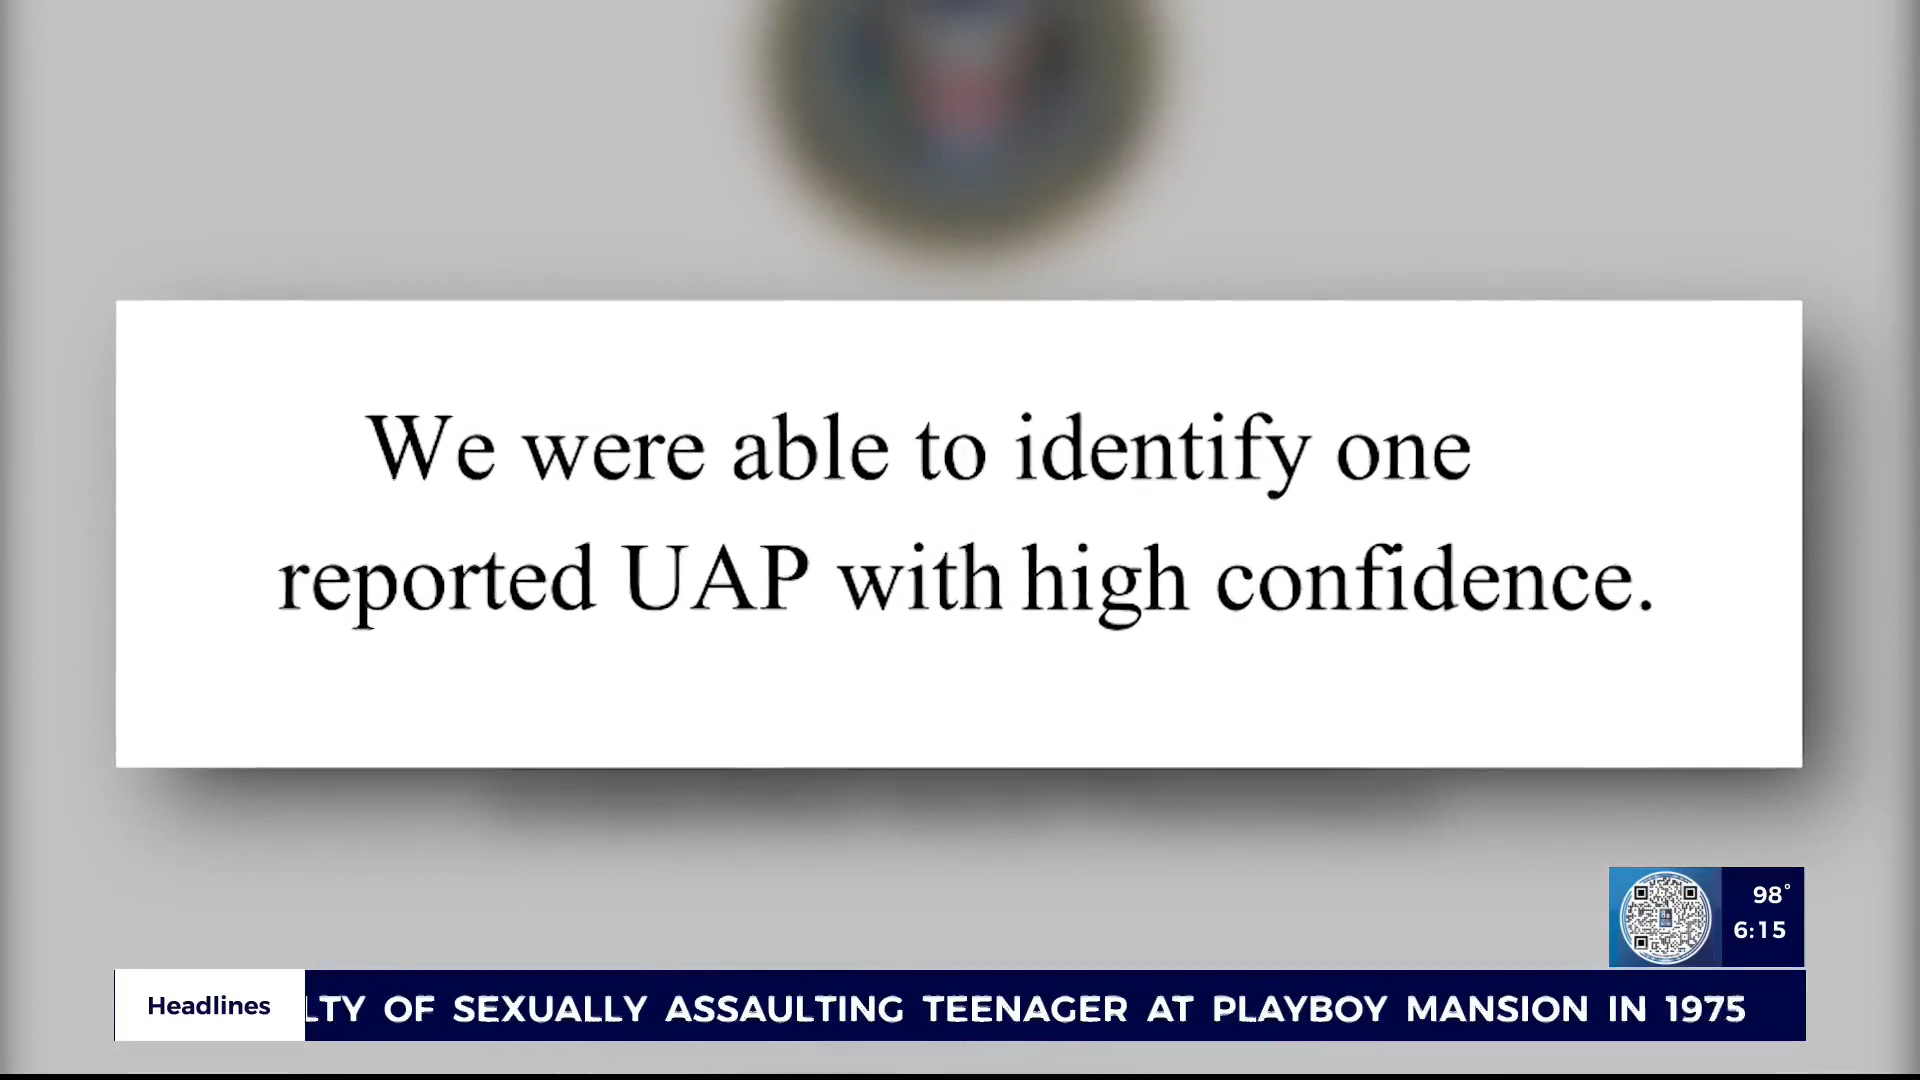 We were able to identify one
reported UAP with high confidence.
98°
6:15
Headlines
LTY OF SEXUALLY ASSAULTING TEENAGER AT PLAYBOY MANSION IN 1975